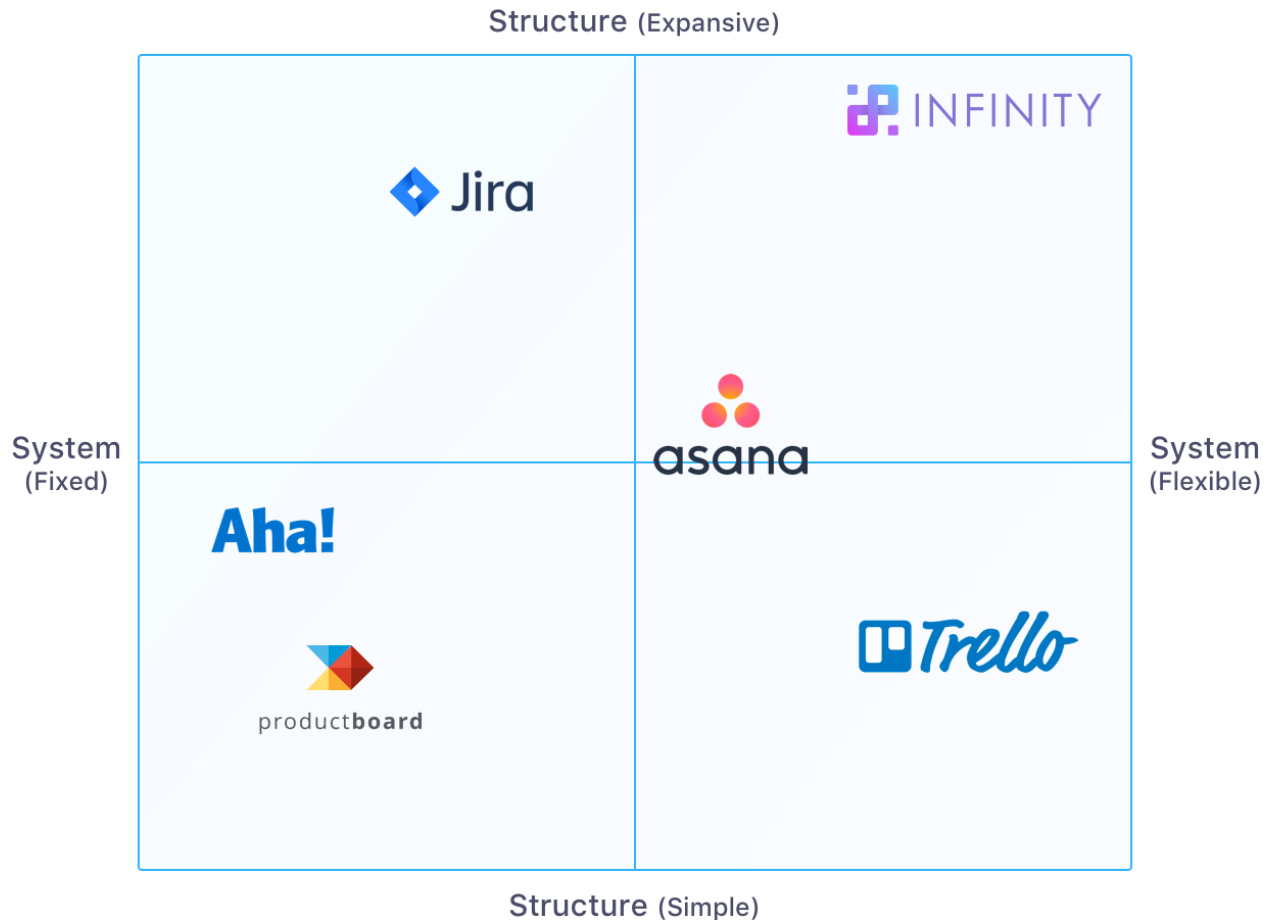 Structure (Expansive)
INFINITY
Jira
asana
System
(Fixed)
System
(Flexible)
Aha!
Trello
productboard
Structure (Simple)